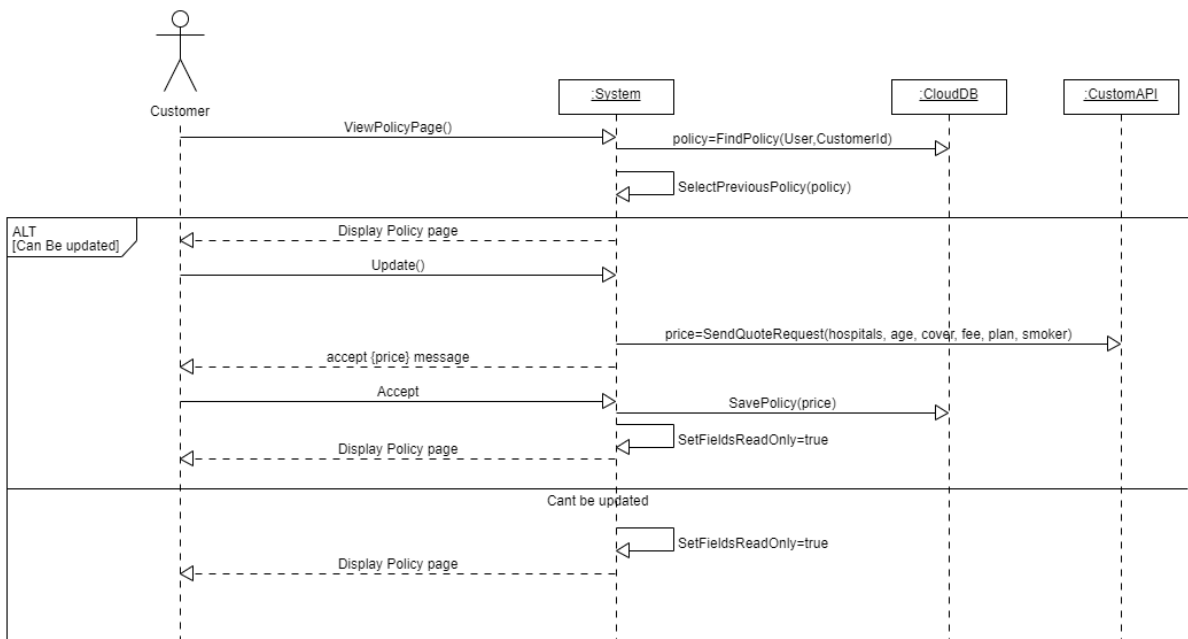 Customer
:System
:CloudDB
:CustomAPI
ViewPolicyPage()
policy=FindPolicy(User,CustomerId)
SelectPreviousPolicy(policy)
ALT
[Can Be updated]
Display Policy page
Update()
price=SendQuoteRequest(hospitals, age, cover, fee, plan, smoker)
accept {price} message
Accept
SavePolicy(price)
SetFieldsReadOnly=true
Display Policy page
Cant be updated
SetFieldsReadOnly=true
Display Policy page